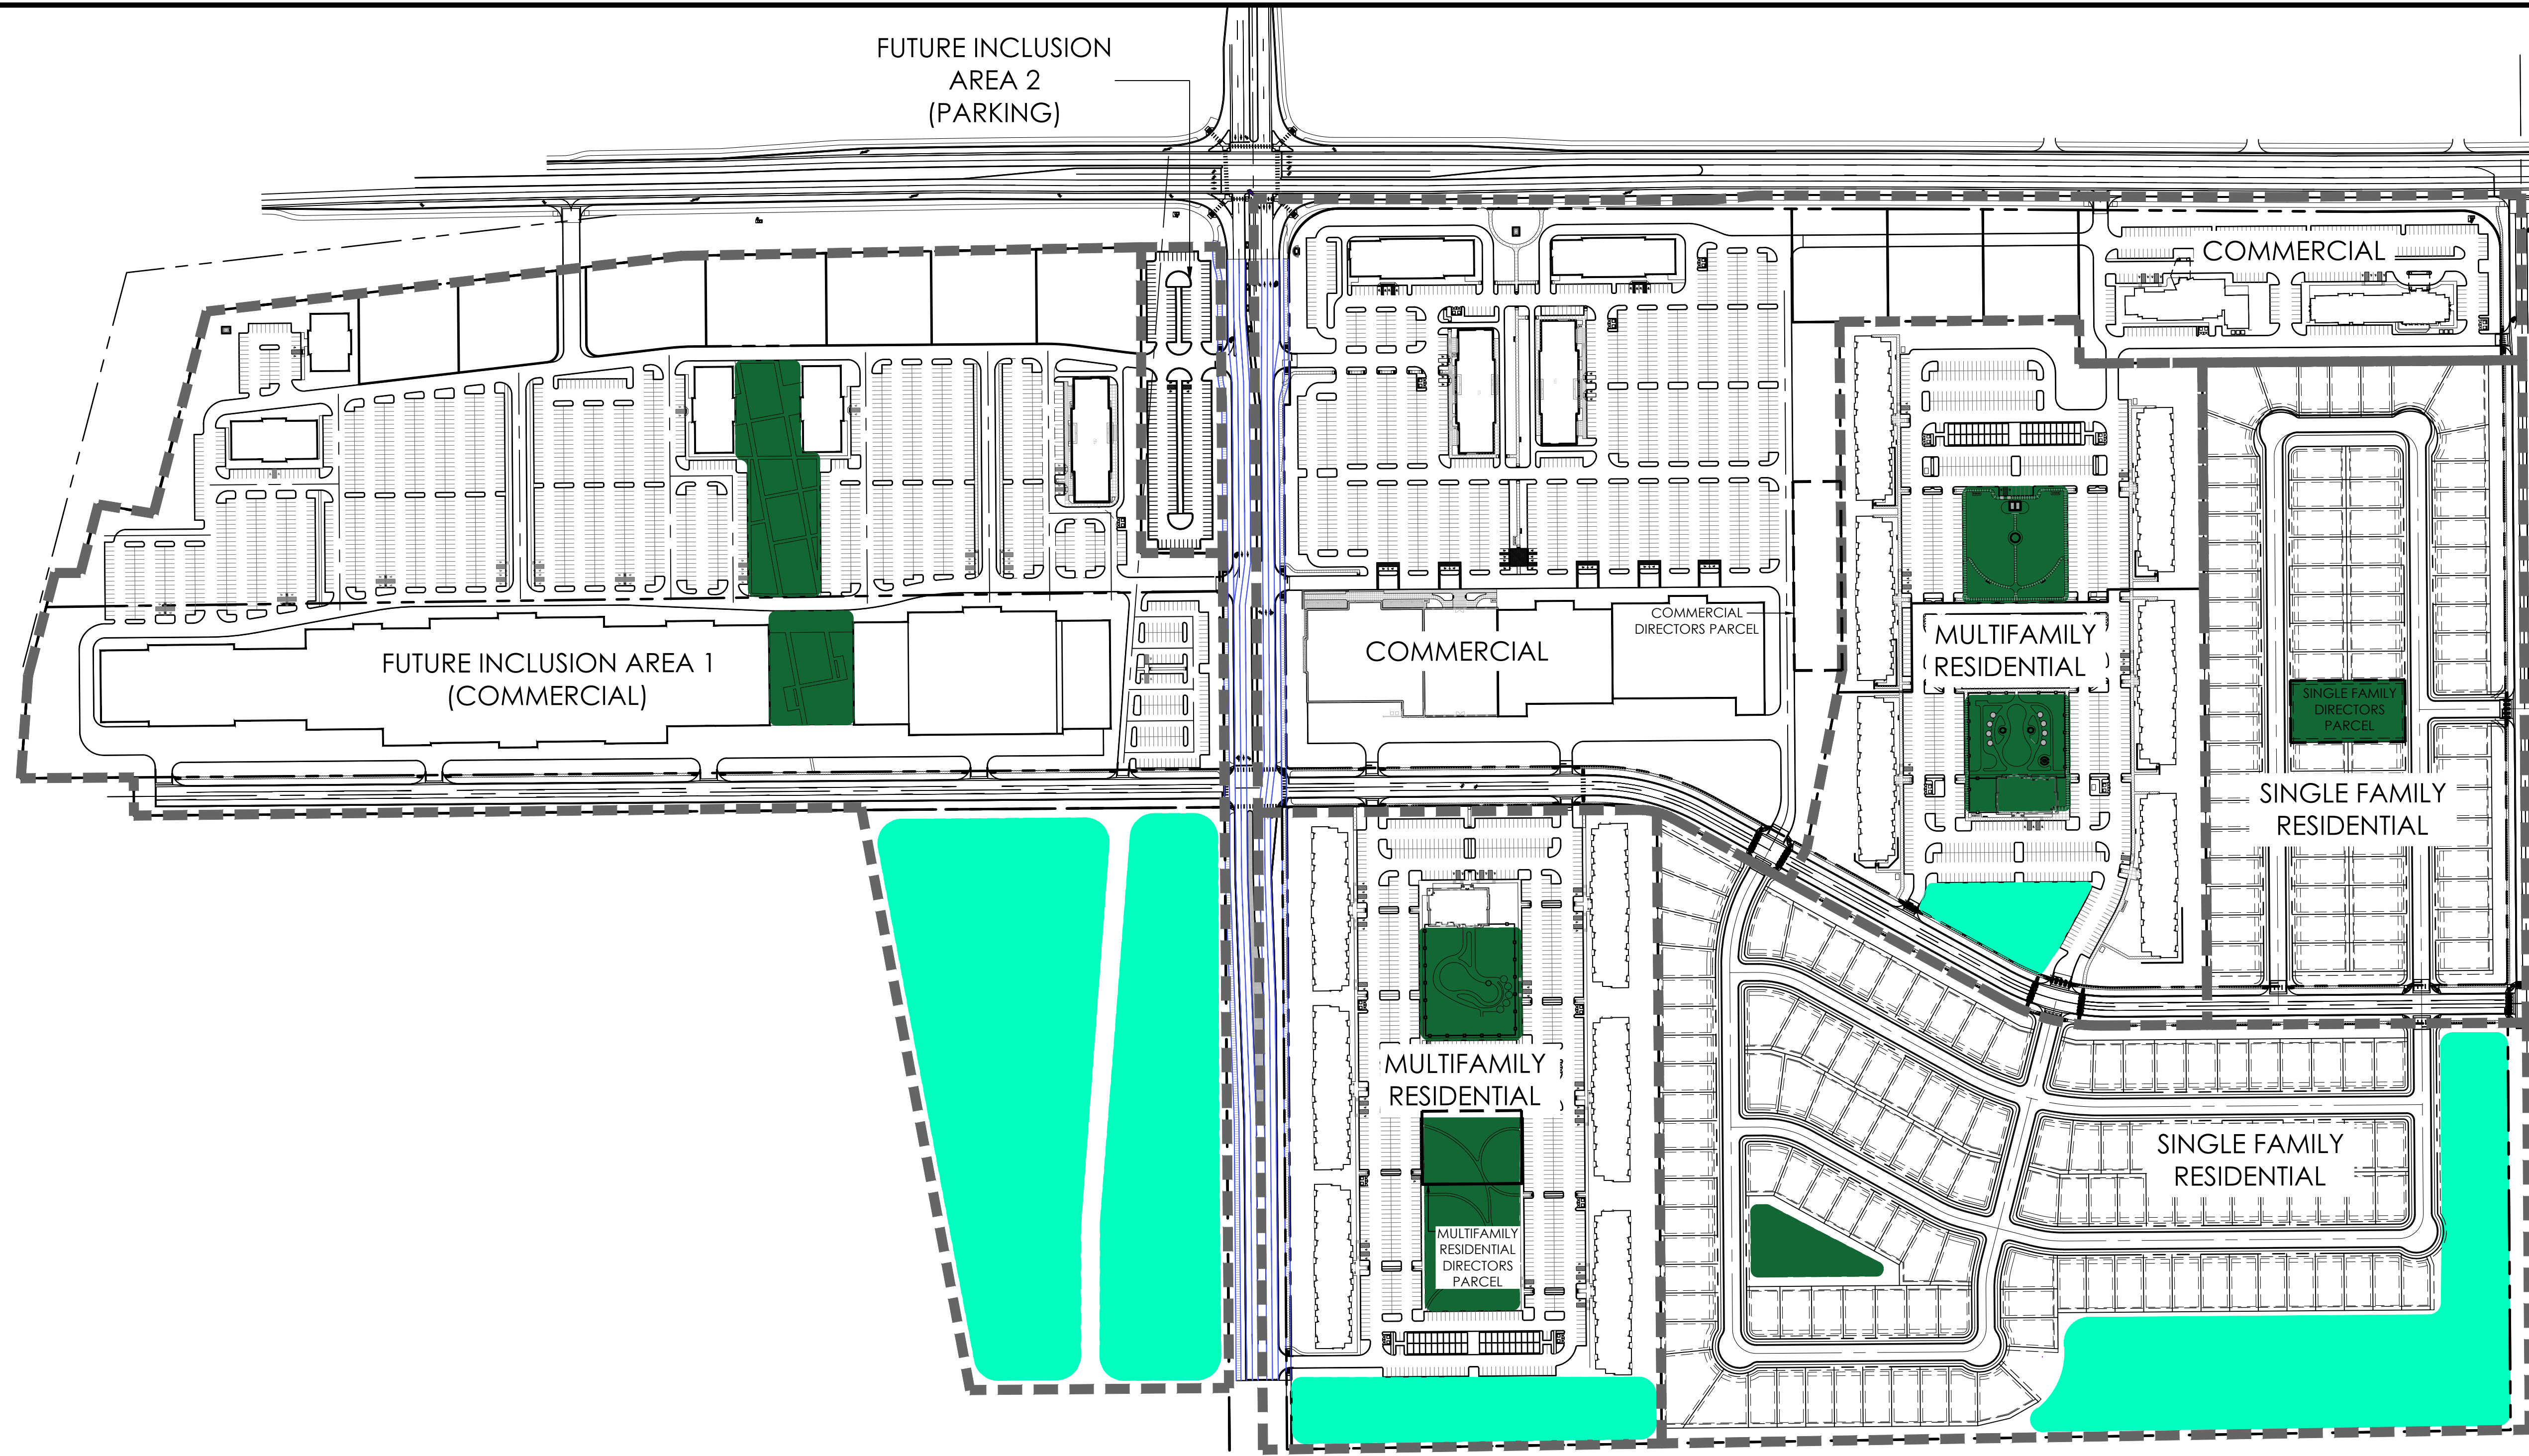 FUTURE INCLUSION
AREA 2
(PARKING)
COMMERCIAL
COMMERCIAL
DIRECTORS PARCEL
COMMERCIAL
MULTIFAMILY
RESIDENTIAL
FUTURE INCLUSION AREA 1
(COMMERCIAL)
SINGLE FAMILY
DIRECTORS
PARCEL
SINGLE FAMILY
RESIDENTIAL
MULTIFAMILY
RESIDENTIAL
SINGLE FAMILY
RESIDENTIAL
MULTIFAMILY
RESIDENTIAL
DIRECTORS
PARCEL